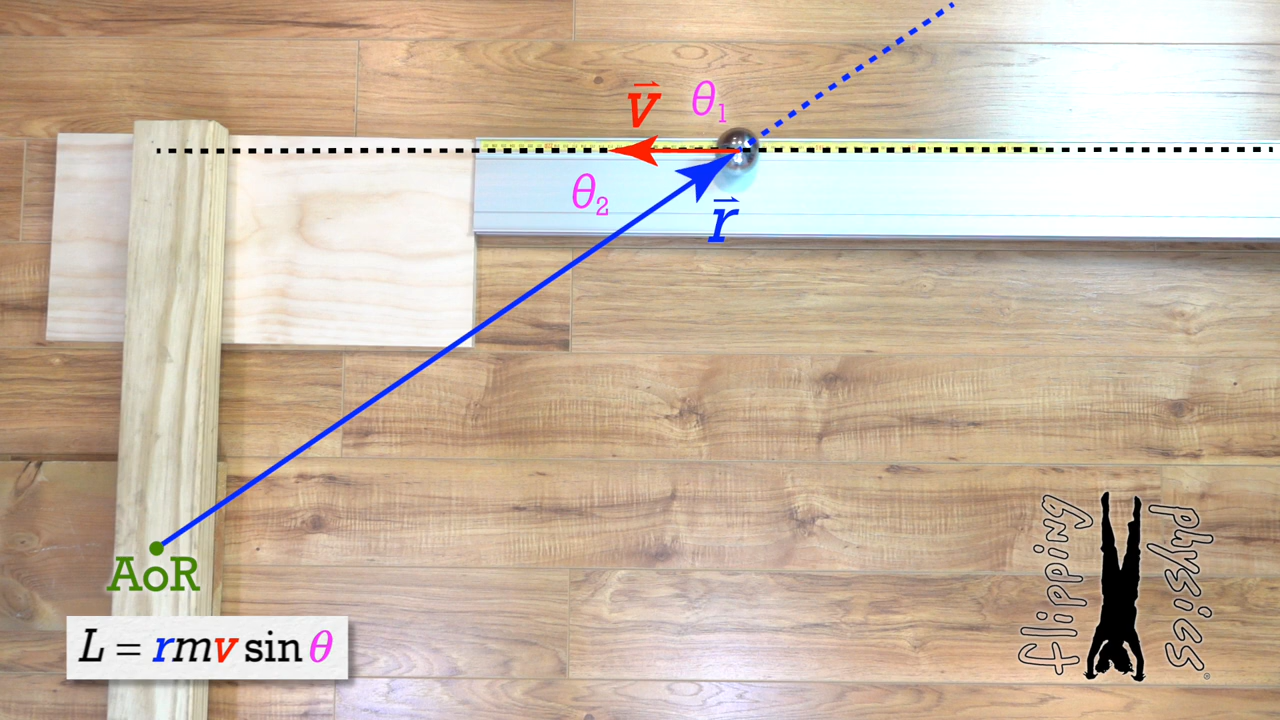 v⃗ θ₁
θ₂
r⃗
AoR
L = rmv sin θ
flipping
physics
®